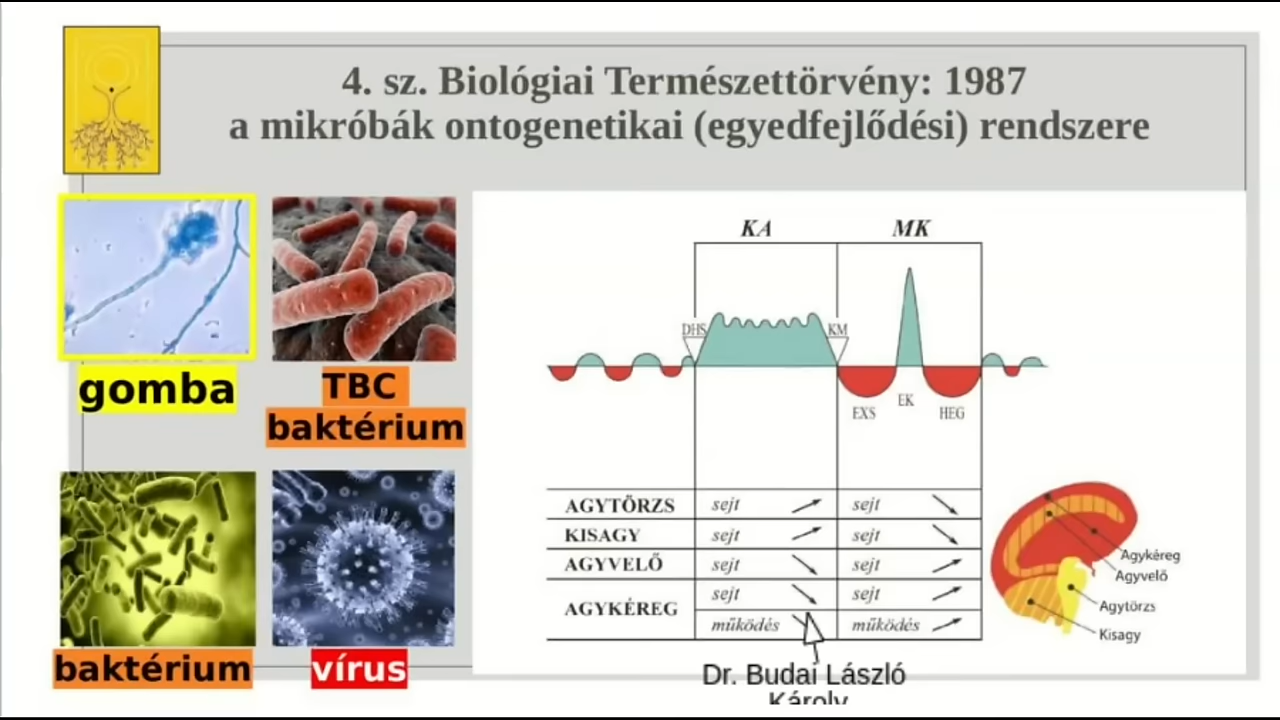 4. sz. Biológiai Természettörvény: 1987
a mikróbák ontogenetikai (egyedfejlődési) rendszere
gomba
TBC
baktérium
baktérium
vírus
KA
MK
DHS
KM
EXS
EK
HEG
AGYTŐRZS sejt sejt
KISAGY sejt sejt
AGYVELŐ sejt sejt
AGYKÉREG sejt sejt
működés működés
Agykéreg
Agyvelő
Agytörzs
Kisagy
Dr. Budai László
Károly